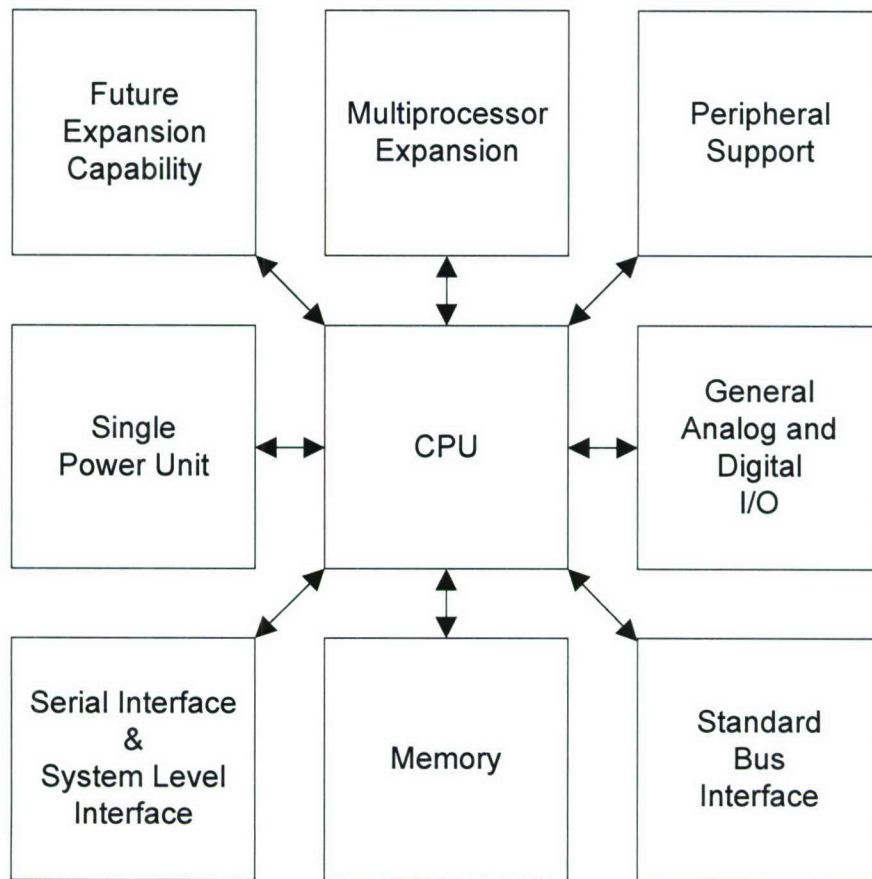 Future
Expansion
Capability
Multiprocessor
Expansion
Peripheral
Support
Single
Power Unit
CPU
General
Analog and
Digital
I/O
Serial Interface
&
System Level
Interface
Memory
Standard
Bus
Interface